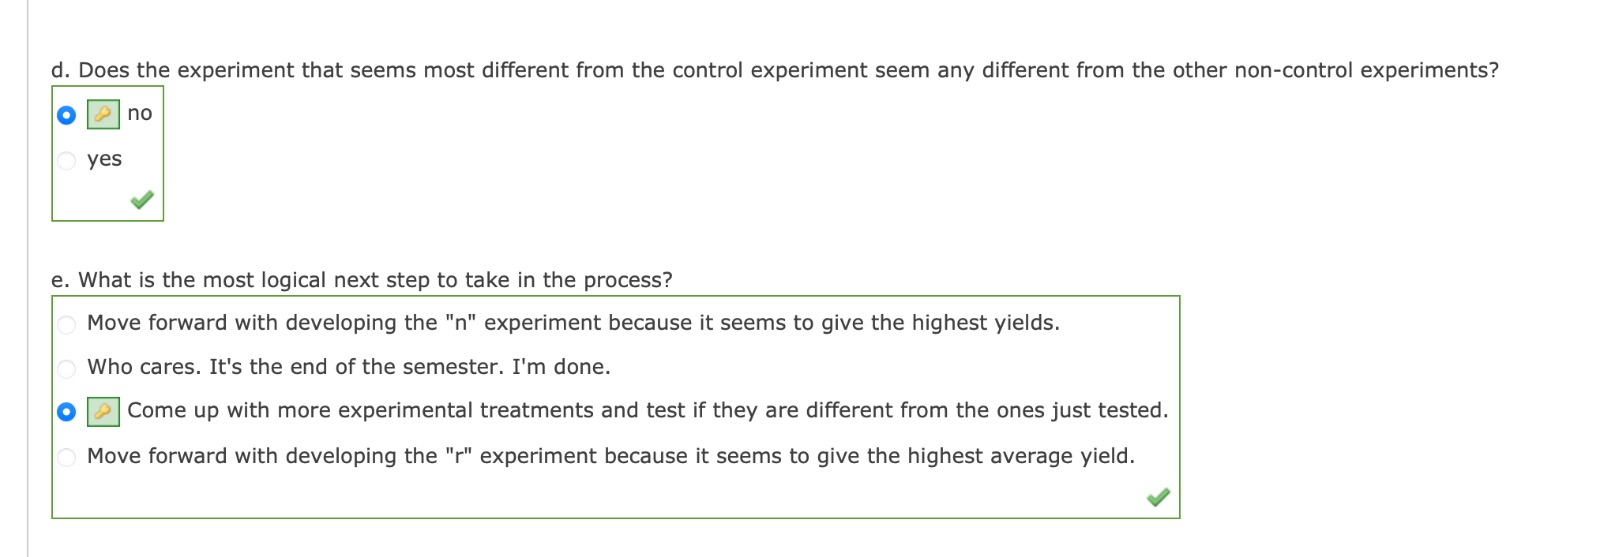 d. Does the experiment that seems most different from the control experiment seem any different from the other non-control experiments?
no
yes
e. What is the most logical next step to take in the process?
Move forward with developing the "n" experiment because it seems to give the highest yields.
Who cares. It's the end of the semester. I'm done.
Come up with more experimental treatments and test if they are different from the ones just tested.
Move forward with developing the "r" experiment because it seems to give the highest average yield.